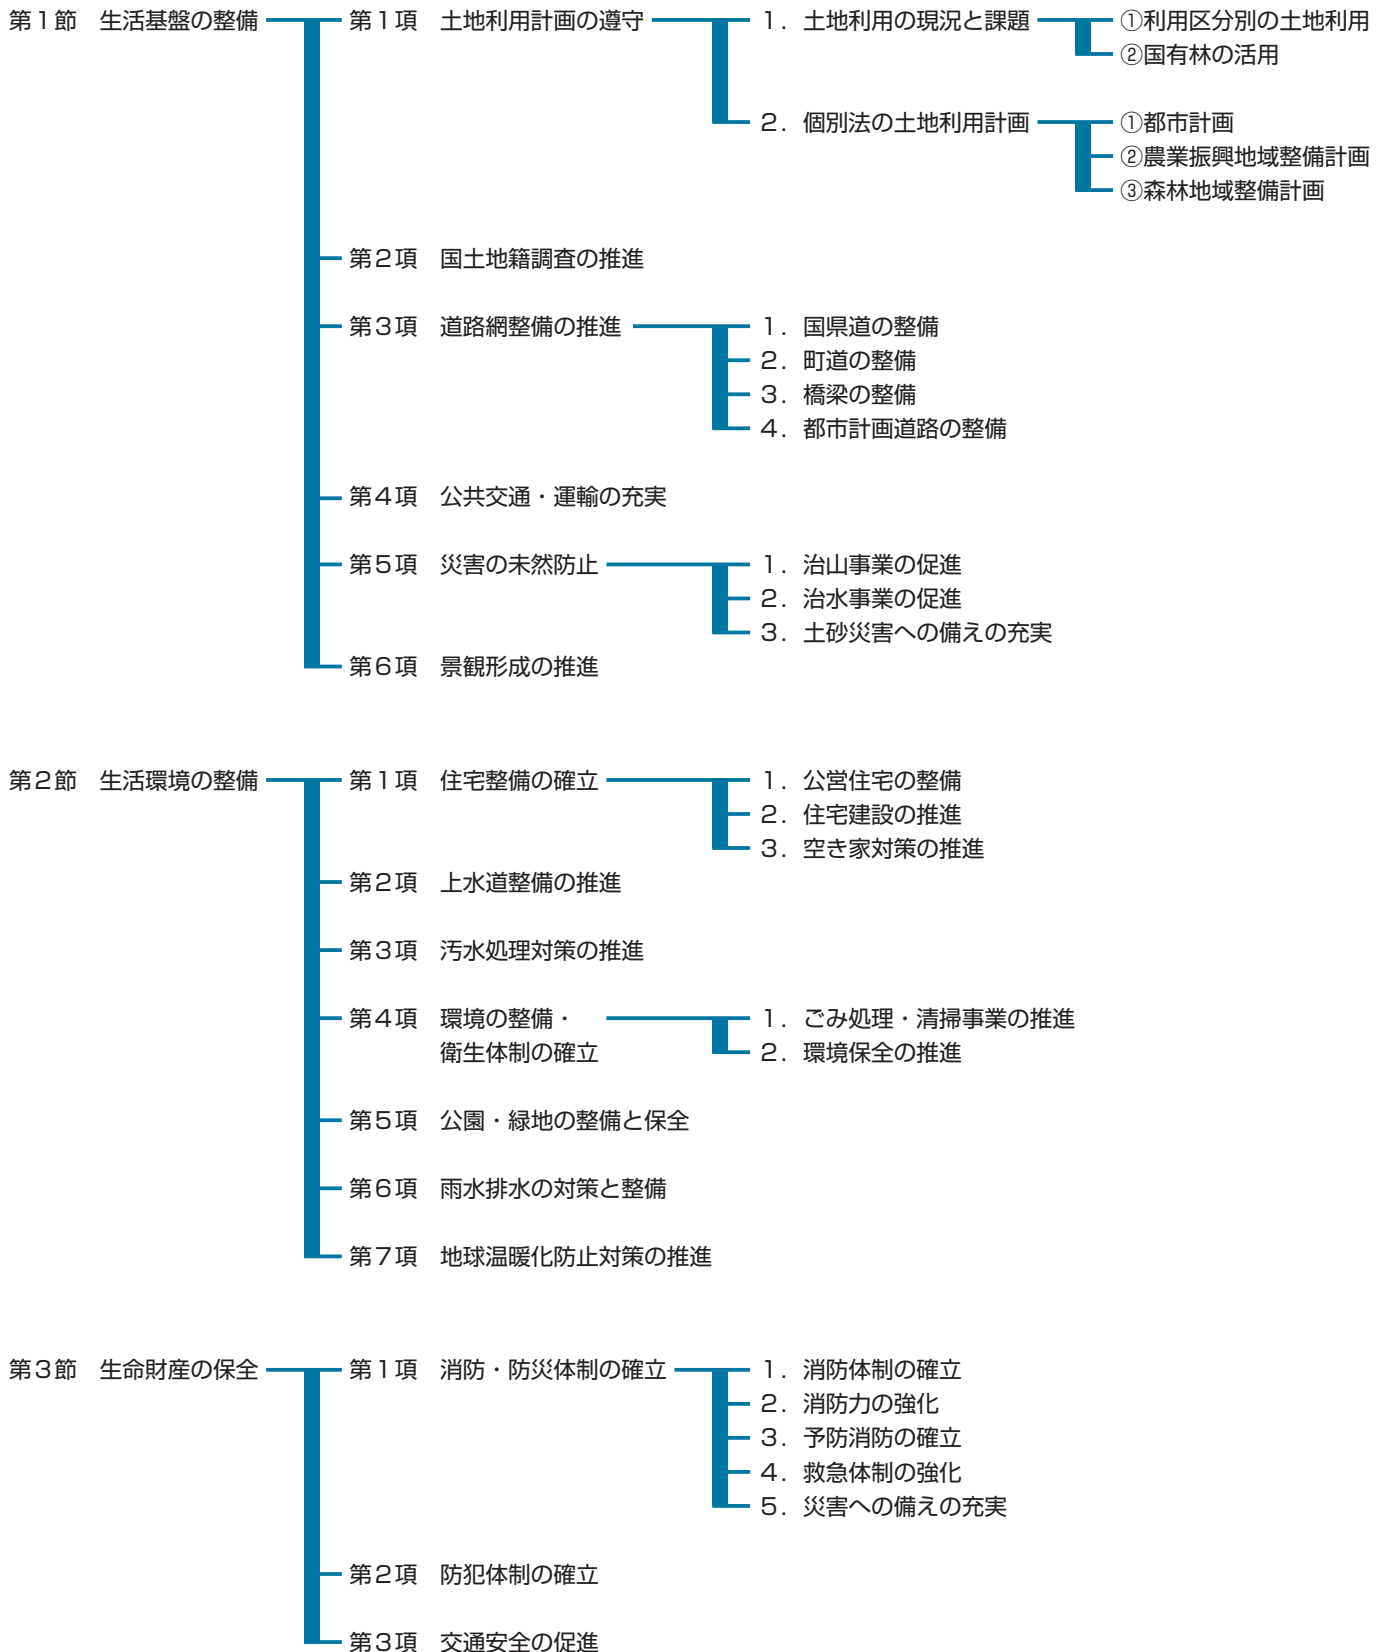 第1節 生活基盤の整備 第1項 土地利用計画の遵守 1. 土地利用の現況と課題 ①利用区分別の土地利用
②国有林の活用
2. 個別法の土地利用計画 ①都市計画
②農業振興地域整備計画
③森林地域整備計画
第2項 国土地籍調査の推進
第3項 道路網整備の推進 1. 国県道の整備
2. 町道の整備
3. 橋梁の整備
4. 都市計画道路の整備
第4項 公共交通・運輸の充実
第5項 災害の未然防止 1. 治山事業の促進
2. 治水事業の促進
3. 土砂災害への備えの充実
第6項 景観形成の推進
第2節 生活環境の整備 第1項 住宅整備の確立 1. 公営住宅の整備
2. 住宅建設の推進
3. 空き家対策の推進
第2項 上水道整備の推進
第3項 汚水処理対策の推進
第4項 環境の整備・ 1. ごみ処理・清掃事業の推進
衛生体制の確立 2. 環境保全の推進
第5項 公園・緑地の整備と保全
第6項 雨水排水の対策と整備
第7項 地球温暖化防止対策の推進
第3節 生命財産の保全 第1項 消防・防災体制の確立 1. 消防体制の確立
2. 消防力の強化
3. 予防消防の確立
4. 救急体制の強化
5. 災害への備えの充実
第2項 防犯体制の確立
第3項 交通安全の促進